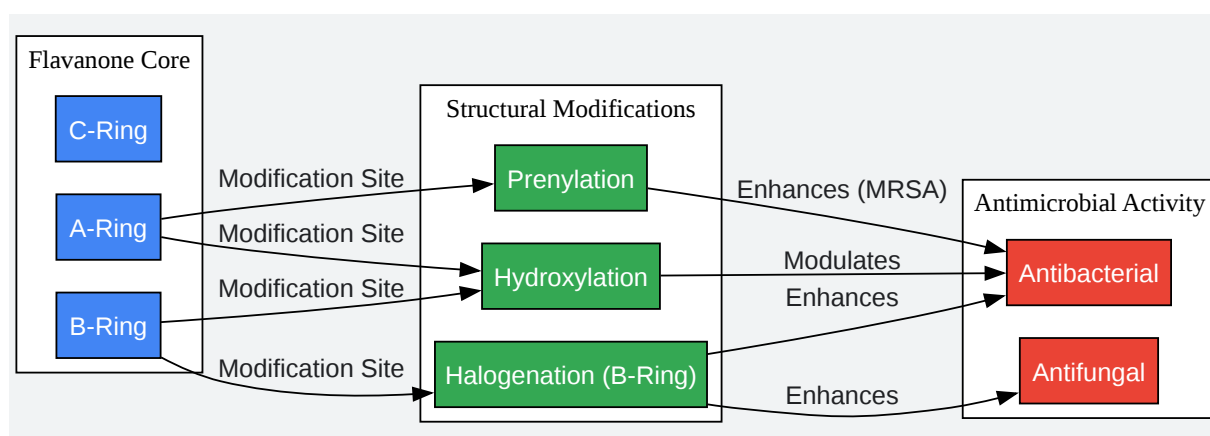 Flavanone Core
C-Ring
A-Ring
B-Ring
Modification Site
Modification Site
Modification Site
Modification Site
Structural Modifications
Prenylation
Hydroxylation
Halogenation (B-Ring)
Enhances (MRSA)
Modulates
Enhances
Enhances
Antimicrobial Activity
Antibacterial
Antifungal